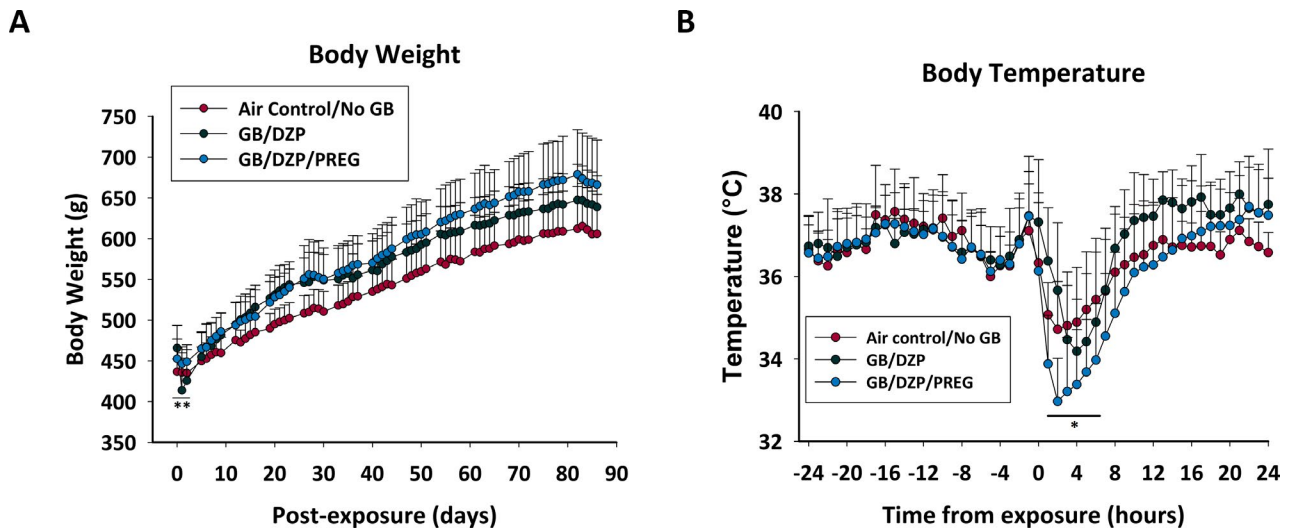 A
Body Weight
Air Control/No GB
GB/DZP
GB/DZP/PREG
750
700
650
600
550
500
450
400
350
Body Weight (g)
**
0 10 20 30 40 50 60 70 80 90
Post-exposure (days)
B
Body Temperature
40
38
36
34
32
Temperature (°C)
Air control/No GB
GB/DZP
GB/DZP/PREG
*
-24 -20 -16 -12 -8 -4 0 4 8 12 16 20 24
Time from exposure (hours)